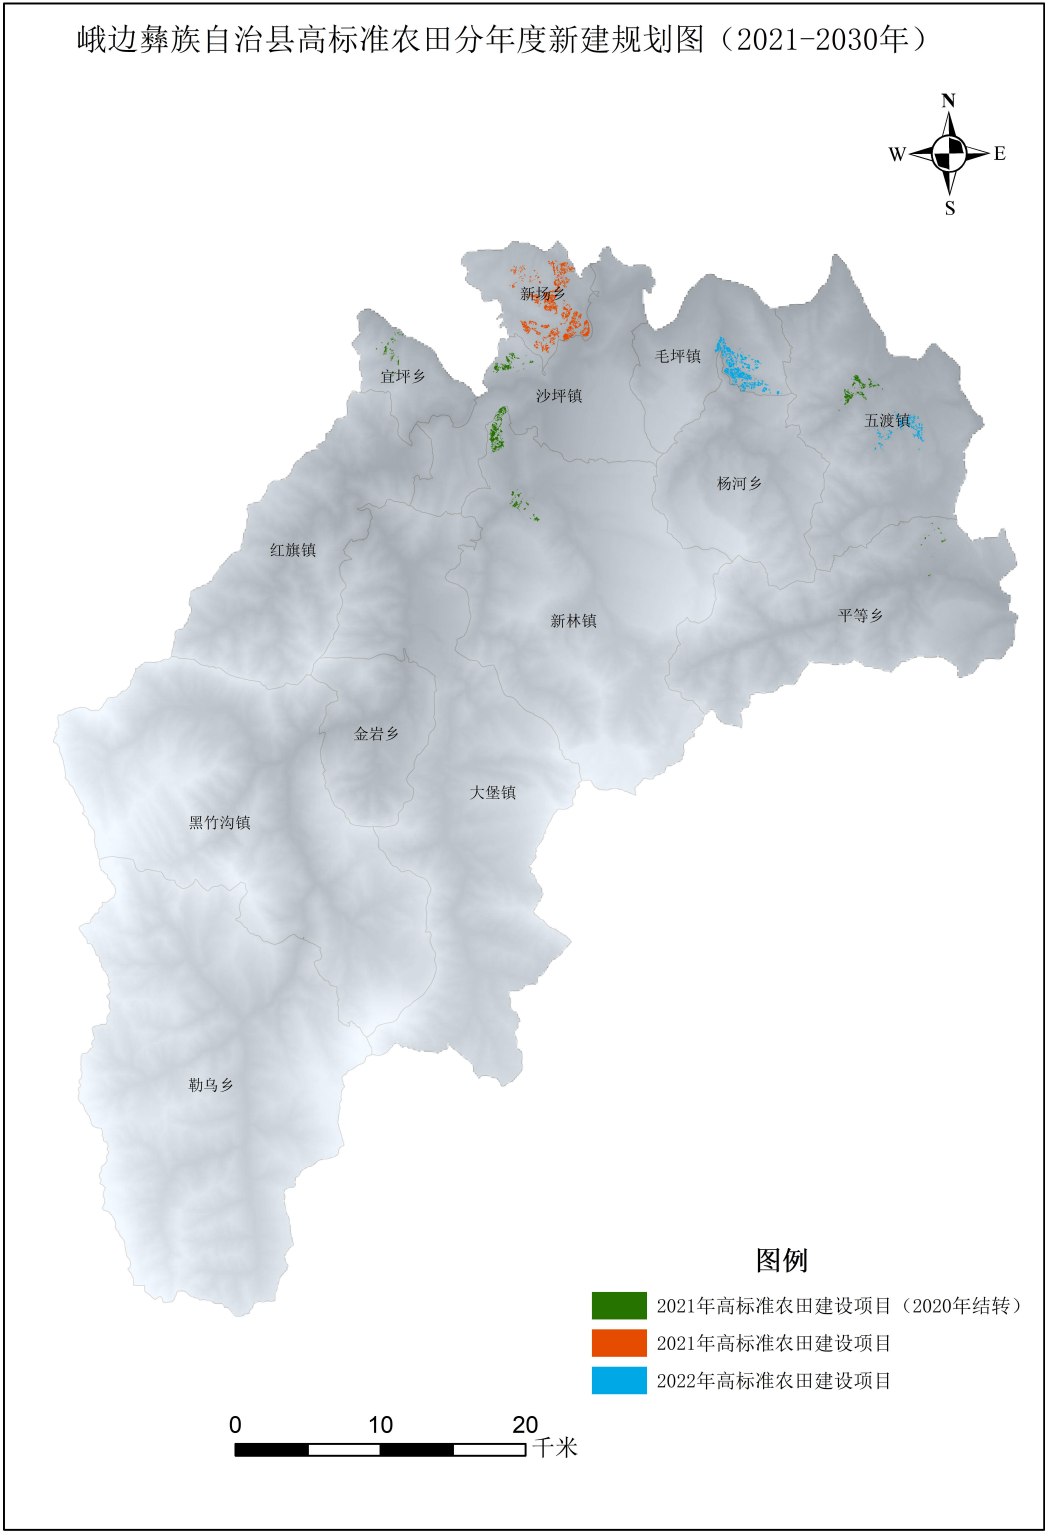 峨边彝族自治县高标准农田分年度新建规划图（2021-2030年）
N
W E
S
新场乡
毛坪镇
宜坪乡
沙坪镇
五渡镇
杨河乡
红旗镇
平等乡
新林镇
金岩乡
大堡镇
黑竹沟镇
勒乌乡
图例
2021年高标准农田建设项目（2020年结转）
2021年高标准农田建设项目
2022年高标准农田建设项目
0 10 20
千米